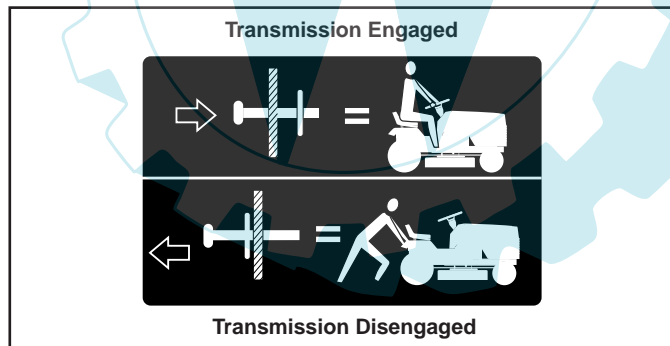 Transmission Engaged
=
=
Transmission Disengaged